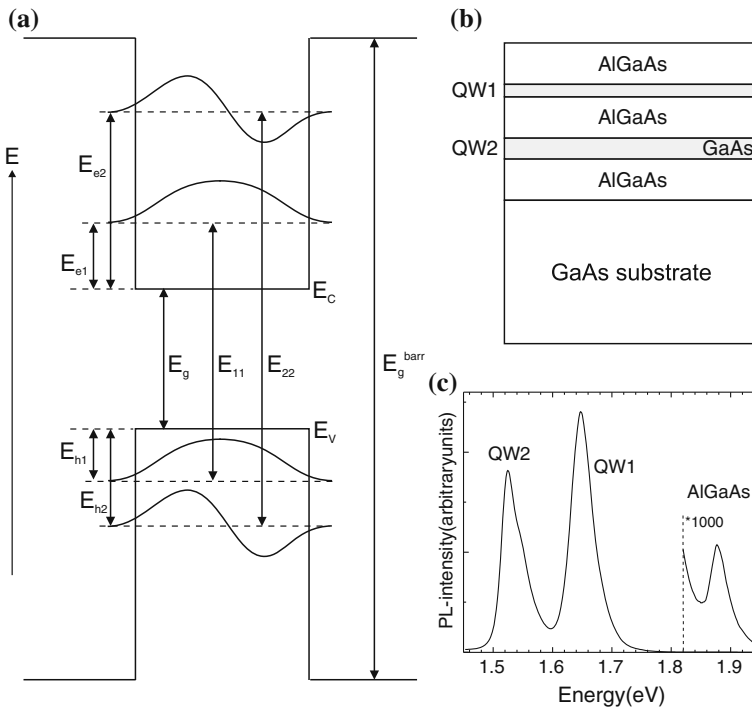 (a)
E
E_e2
E_e1
E_C
E_g
E_11
E_22
E_g^barr
E_V
E_h1
E_h2
(b)
AlGaAs
QW1
AlGaAs
QW2
GaAs
AlGaAs
GaAs substrate
(c)
PL-intensity(arbitraryunits)
QW2
QW1
AlGaAs
*1000
1.5 1.6 1.7 1.8 1.9
Energy(eV)